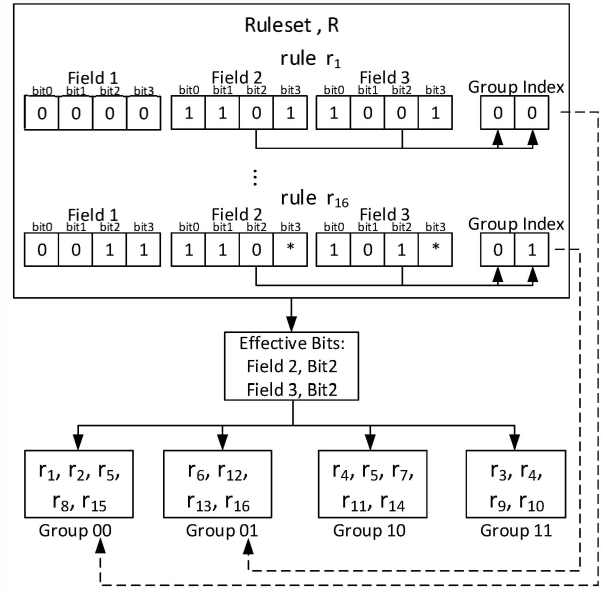 Ruleset , R
rule r1
Field 1 Field 2 Field 3 Group Index
bit0 bit1 bit2 bit3 bit0 bit1 bit2 bit3 bit0 bit1 bit2 bit3
0 0 0 0 1 1 0 1 1 0 0 1 0 0
⋮
rule r16
Field 1 Field 2 Field 3 Group Index
bit0 bit1 bit2 bit3 bit0 bit1 bit2 bit3 bit0 bit1 bit2 bit3
0 0 1 1 1 1 0 * 1 0 1 * 0 1
Effective Bits:
Field 2, Bit2
Field 3, Bit2
r1, r2, r5,
r8, r15
Group 00
r6, r12,
r13, r16
Group 01
r4, r5, r7,
r11, r14
Group 10
r3, r4,
r9, r10
Group 11